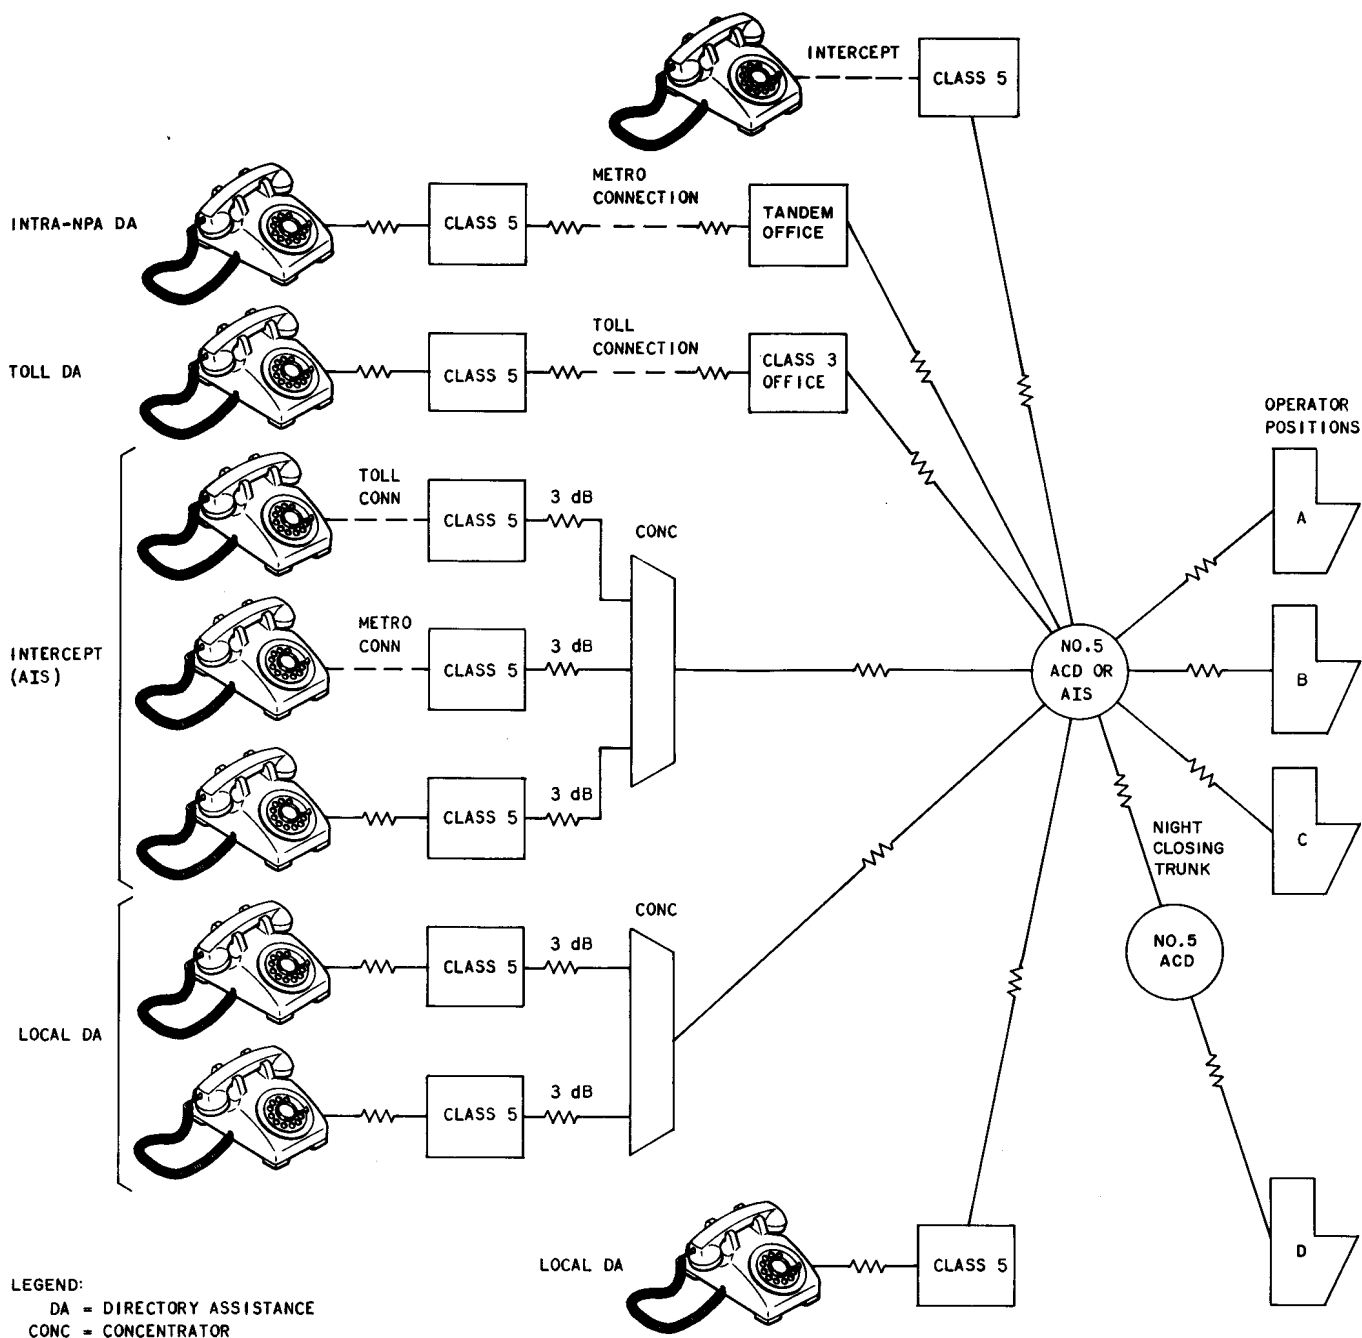 INTERCEPT
CLASS 5
INTRA-NPA DA
CLASS 5
METRO
CONNECTION
TANDEM
OFFICE
TOLL DA
CLASS 5
TOLL
CONNECTION
CLASS 3
OFFICE
OPERATOR
POSITIONS
TOLL
CONN
CLASS 5
3 dB
CONC
A
INTERCEPT
(AIS)
METRO
CONN
CLASS 5
3 dB
NO.5
ACD OR
AIS
B
CLASS 5
3 dB
NIGHT
CLOSING
TRUNK
C
LOCAL DA
CLASS 5
3 dB
CONC
NO.5
ACD
CLASS 5
3 dB
LOCAL DA
CLASS 5
D
LEGEND:
DA = DIRECTORY ASSISTANCE
CONC = CONCENTRATOR